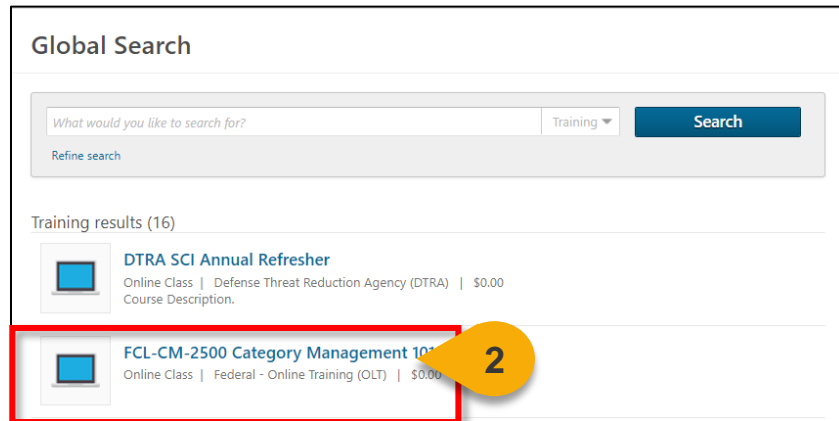 Global Search
What would you like to search for?
Training
Search
Refine search
Training results (16)
DTRA SCI Annual Refresher
Online Class | Defense Threat Reduction Agency (DTRA) | $0.00
Course Description.
FCL-CM-2500 Category Management 101
Online Class | Federal - Online Training (OLT) | $0.00
2